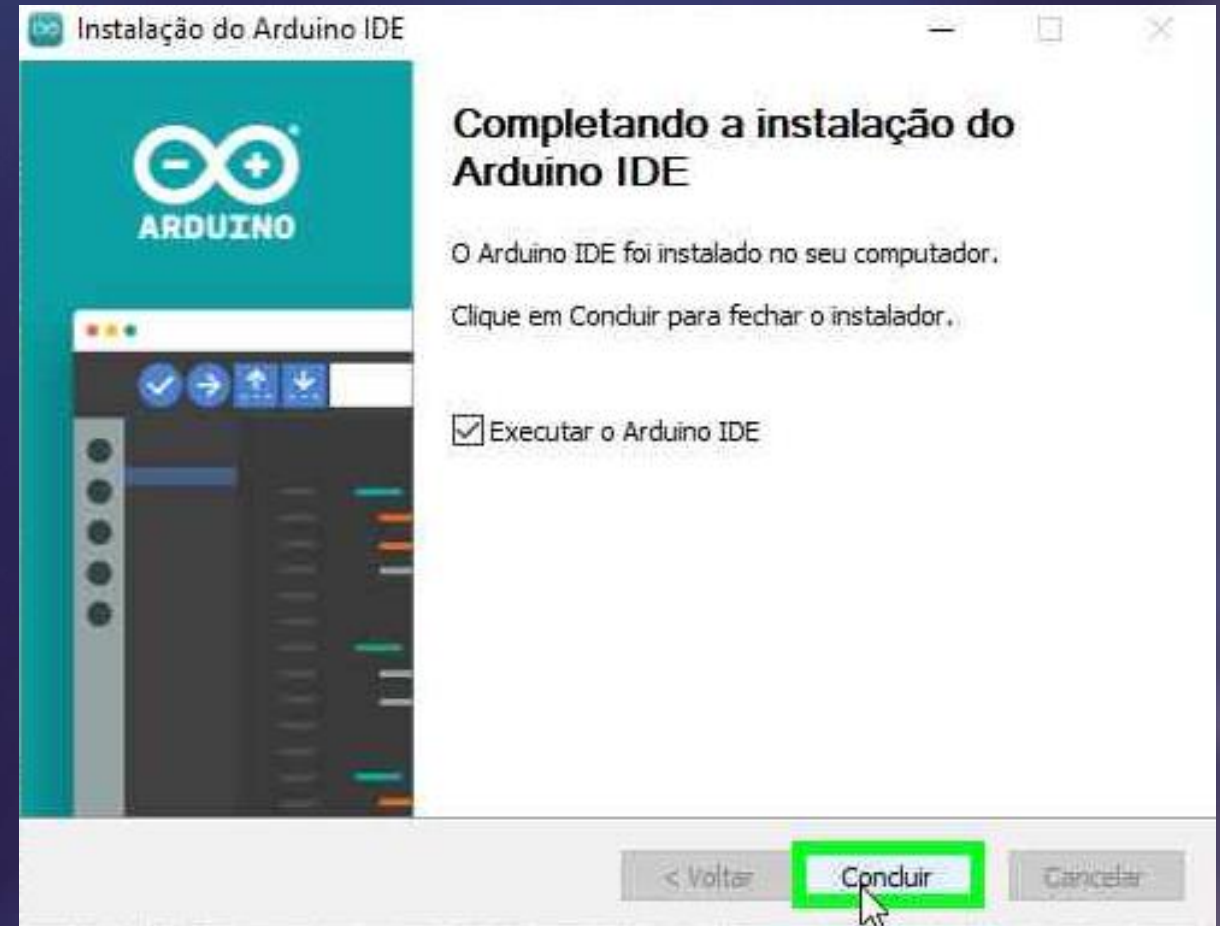 Instalação do Arduino IDE
ARDUINO
Completando a instalação do
Arduino IDE
O Arduino IDE foi instalado no seu computador.
Clique em Concluir para fechar o instalador.
Executar o Arduino IDE
< Voltar
Concluir
Cancelar